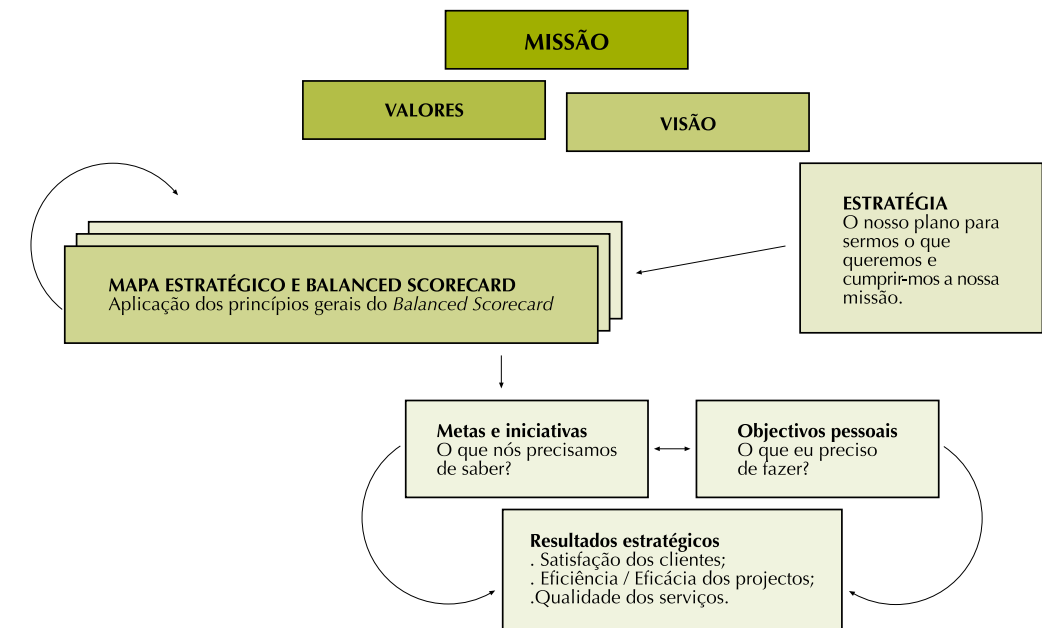 MISSÃO
VALORES
VISÃO
ESTRATÉGIA
O nosso plano para
sermos o que
queremos e
cumprir-mos a nossa
missão.
MAPA ESTRATÉGICO E BALANCED SCORECARD
Aplicação dos princípios gerais do Balanced Scorecard
Metas e iniciativas
O que nós precisamos
de saber?
Objectivos pessoais
O que eu preciso
de fazer?
Resultados estratégicos
. Satisfação dos clientes;
. Eficiência / Eficácia dos projectos;
.Qualidade dos serviços.